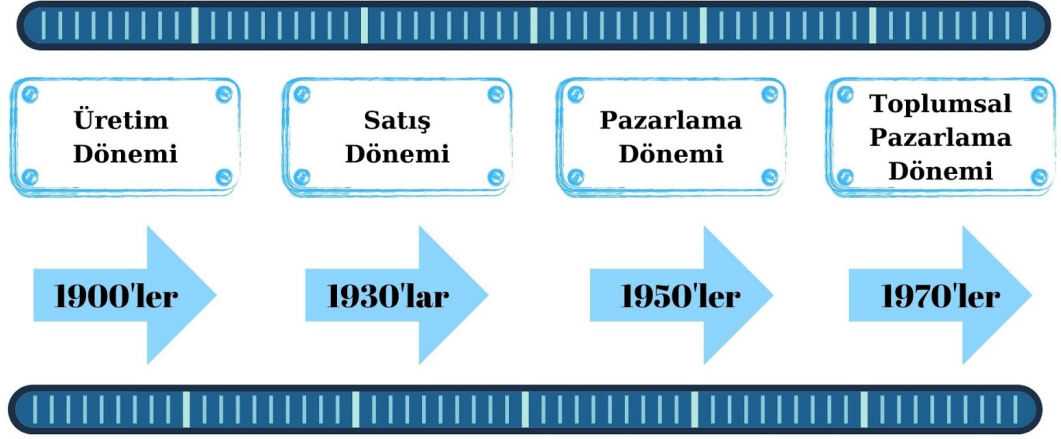 Üretim
Dönemi
Satış
Dönemi
Pazarlama
Dönemi
Toplumsal
Pazarlama
Dönemi
1900'ler
1930'lar
1950'ler
1970'ler